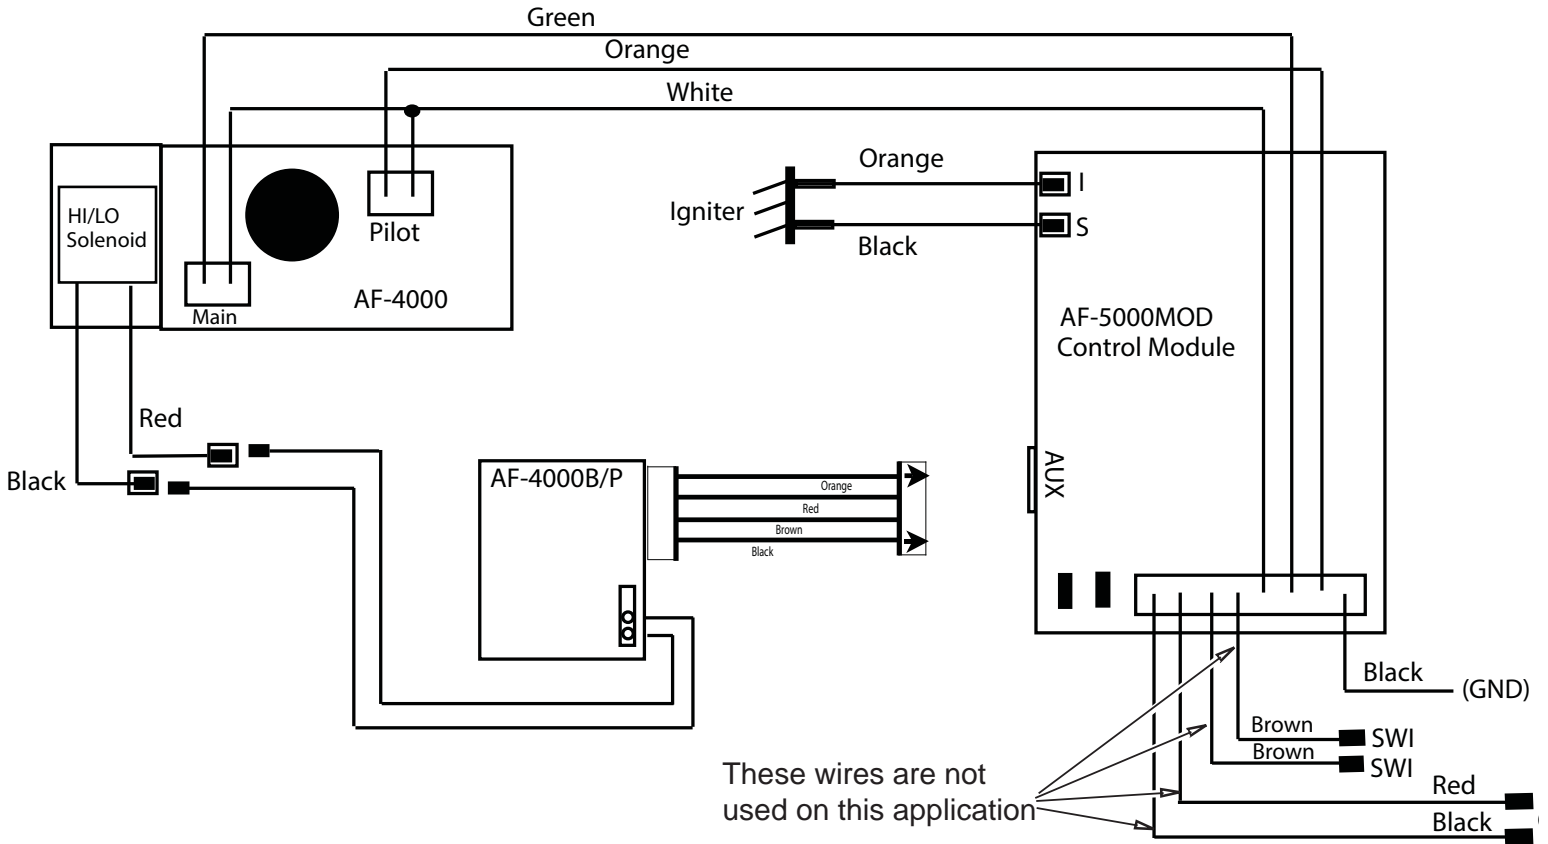 Green
Orange
White
Orange
I
Igniter
S
Black
HI/LO
Solenoid
Pilot
AF-4000
Main
AF-5000MOD
Control Module
Red
Black
AF-4000B/P
Orange
Red
Brown
Black
AUX
Black
(GND)
Brown
SWI
Brown
SWI
These wires are not
used on this application
Red
Black